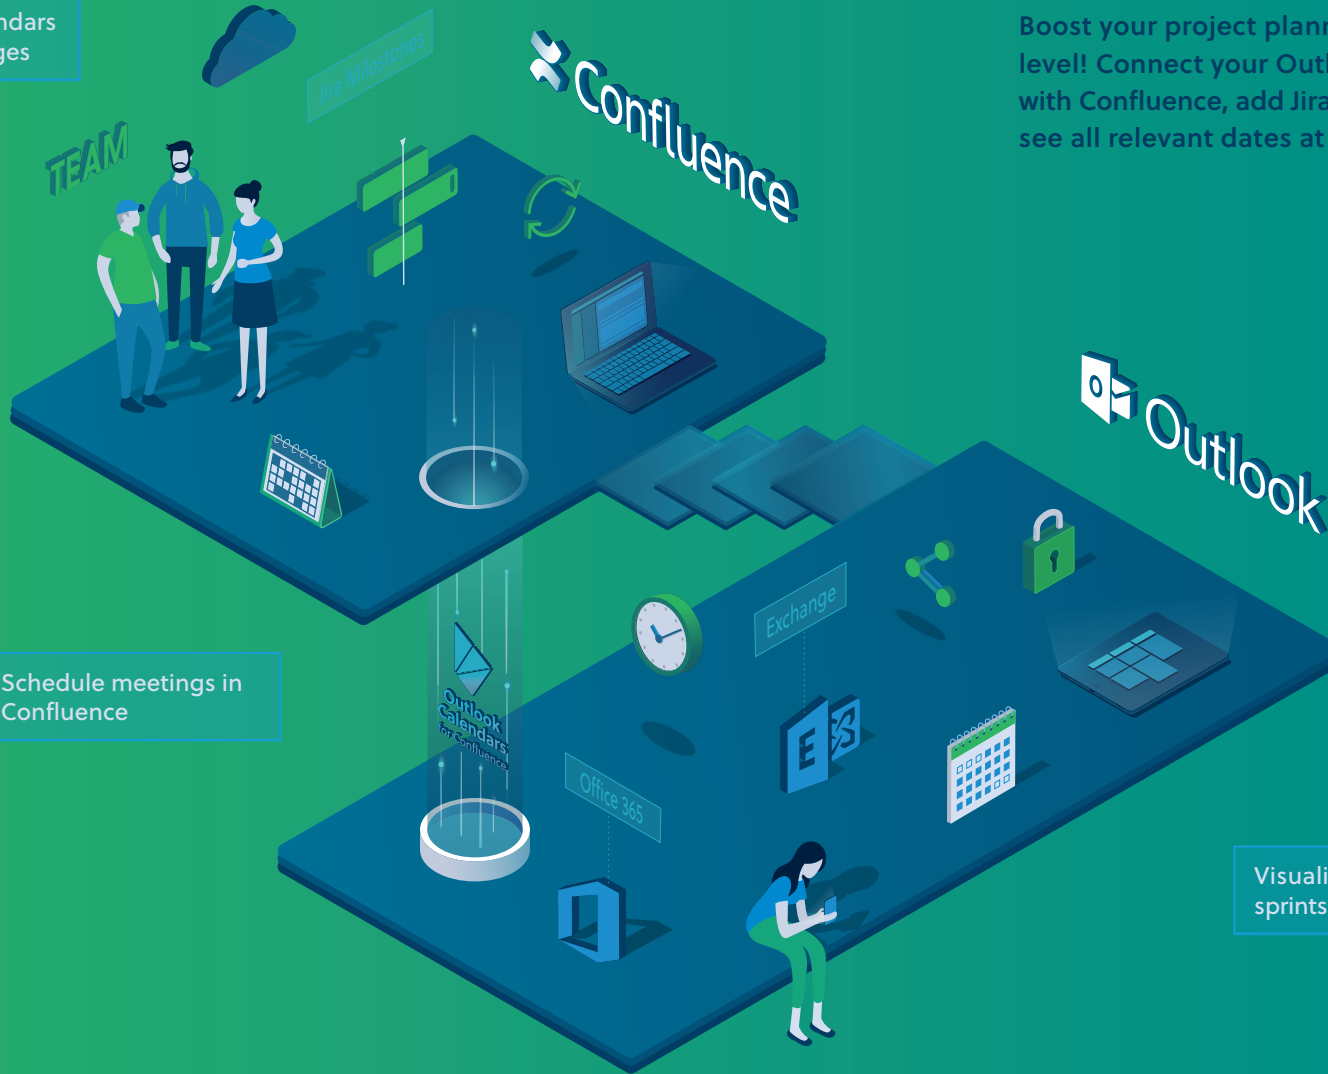 ndars
ges
Jira Milestones
Confluence
TEAM
Boost your project plann
level! Connect your Outl
with Confluence, add Jira
see all relevant dates at
Outlook
Exchange
Schedule meetings in
Confluence
Outlook
Calendars
for Confluence
Office 365
E
Visuali
sprints